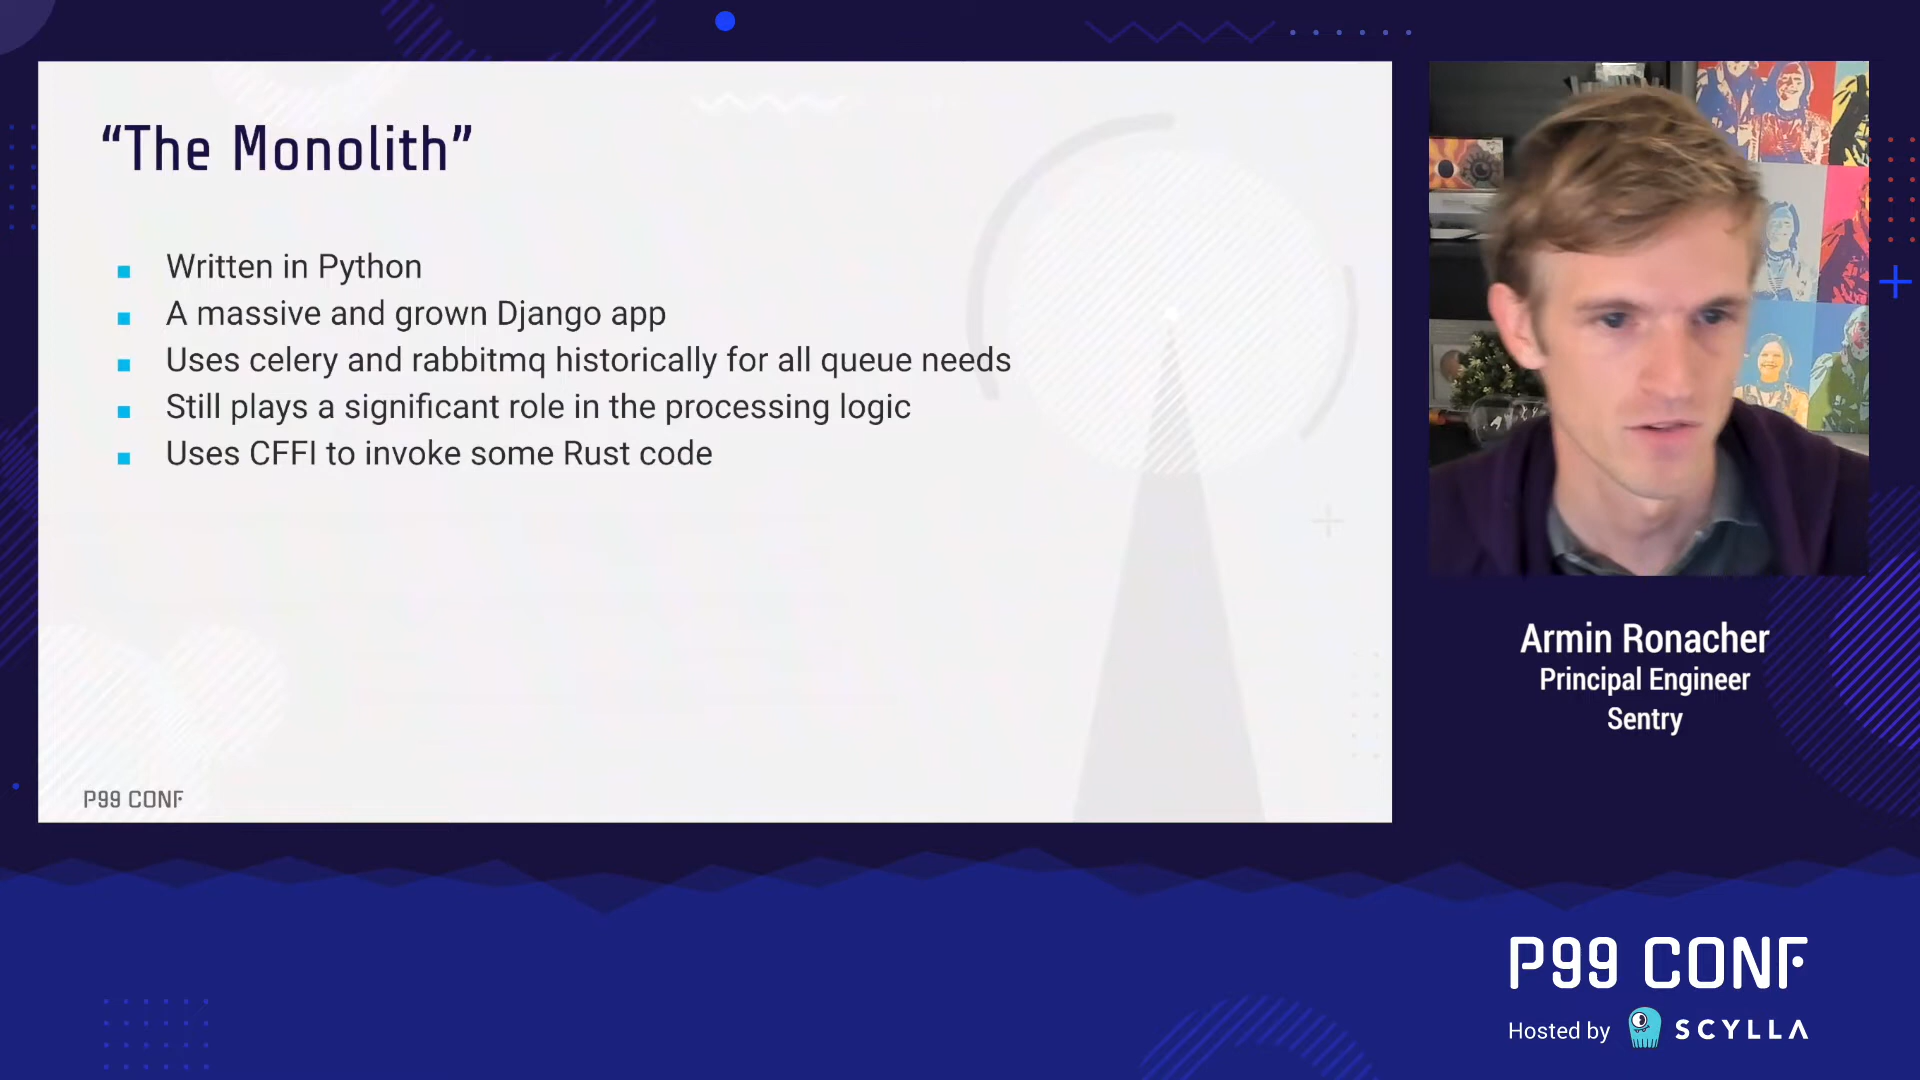 “The Monolith”
Written in Python
A massive and grown Django app
Uses celery and rabbitmq historically for all queue needs
Still plays a significant role in the processing logic
Uses CFFI to invoke some Rust code
P99 CONF
Armin Ronacher
Principal Engineer
Sentry
P99 CONF
Hosted by SCYLLA